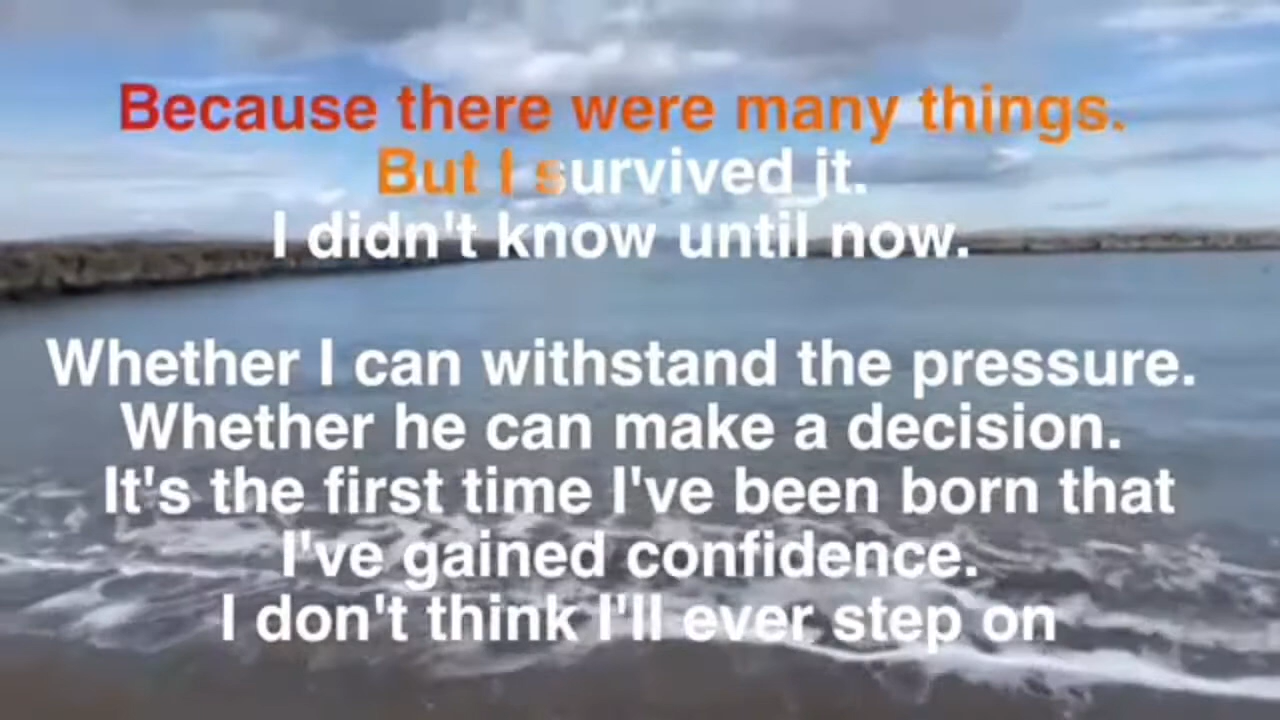 Because there were many things.
But I survived it.
I didn't know until now.
Whether I can withstand the pressure.
Whether he can make a decision.
It's the first time I've been born that
I've gained confidence.
I don't think I'll ever step on